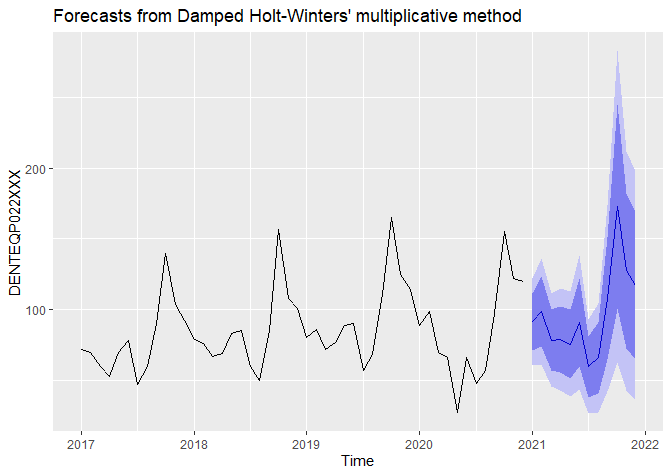 Forecasts from Damped Holt-Winters' multiplicative method
DENTEQP022XXX
200
100
2017 2018 2019 2020 2021 2022
Time